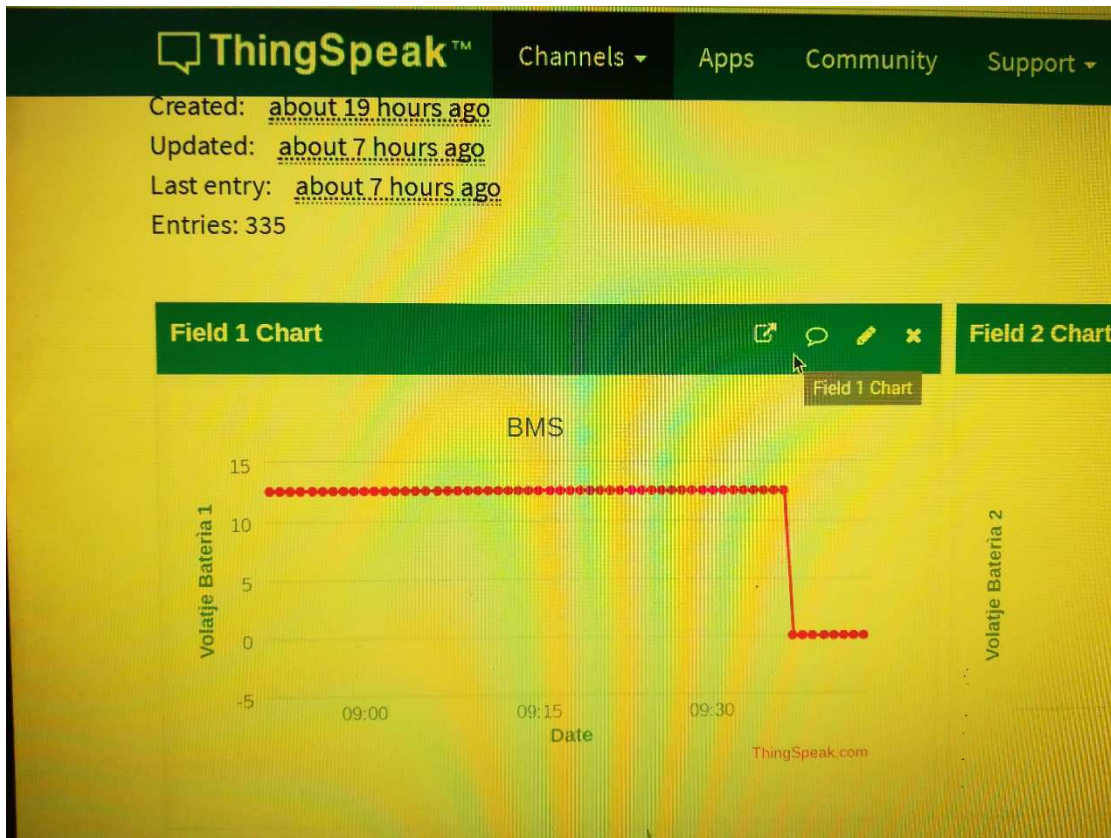 ThingSpeak™ Channels Apps Community Support
Created: about 19 hours ago
Updated: about 7 hours ago
Last entry: about 7 hours ago
Entries: 335
Field 1 Chart
Field 2 Chart
Field 1 Chart
BMS
15
10
5
0
-5
Volatje Baterìa 1
09:00 09:15 09:30
Date
ThingSpeak.com
Volatje Baterìa 2